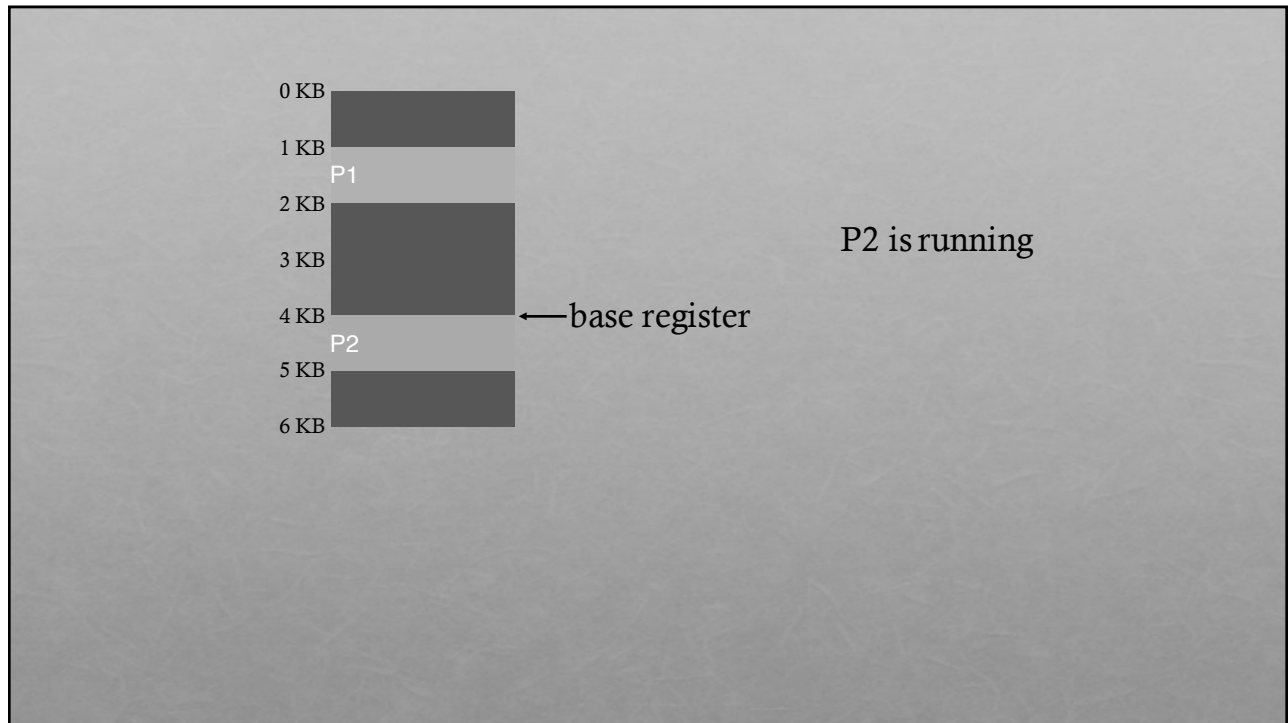 0 KB
1 KB
P1
2 KB
P2 is running
3 KB
4 KB
base register
P2
5 KB
6 KB